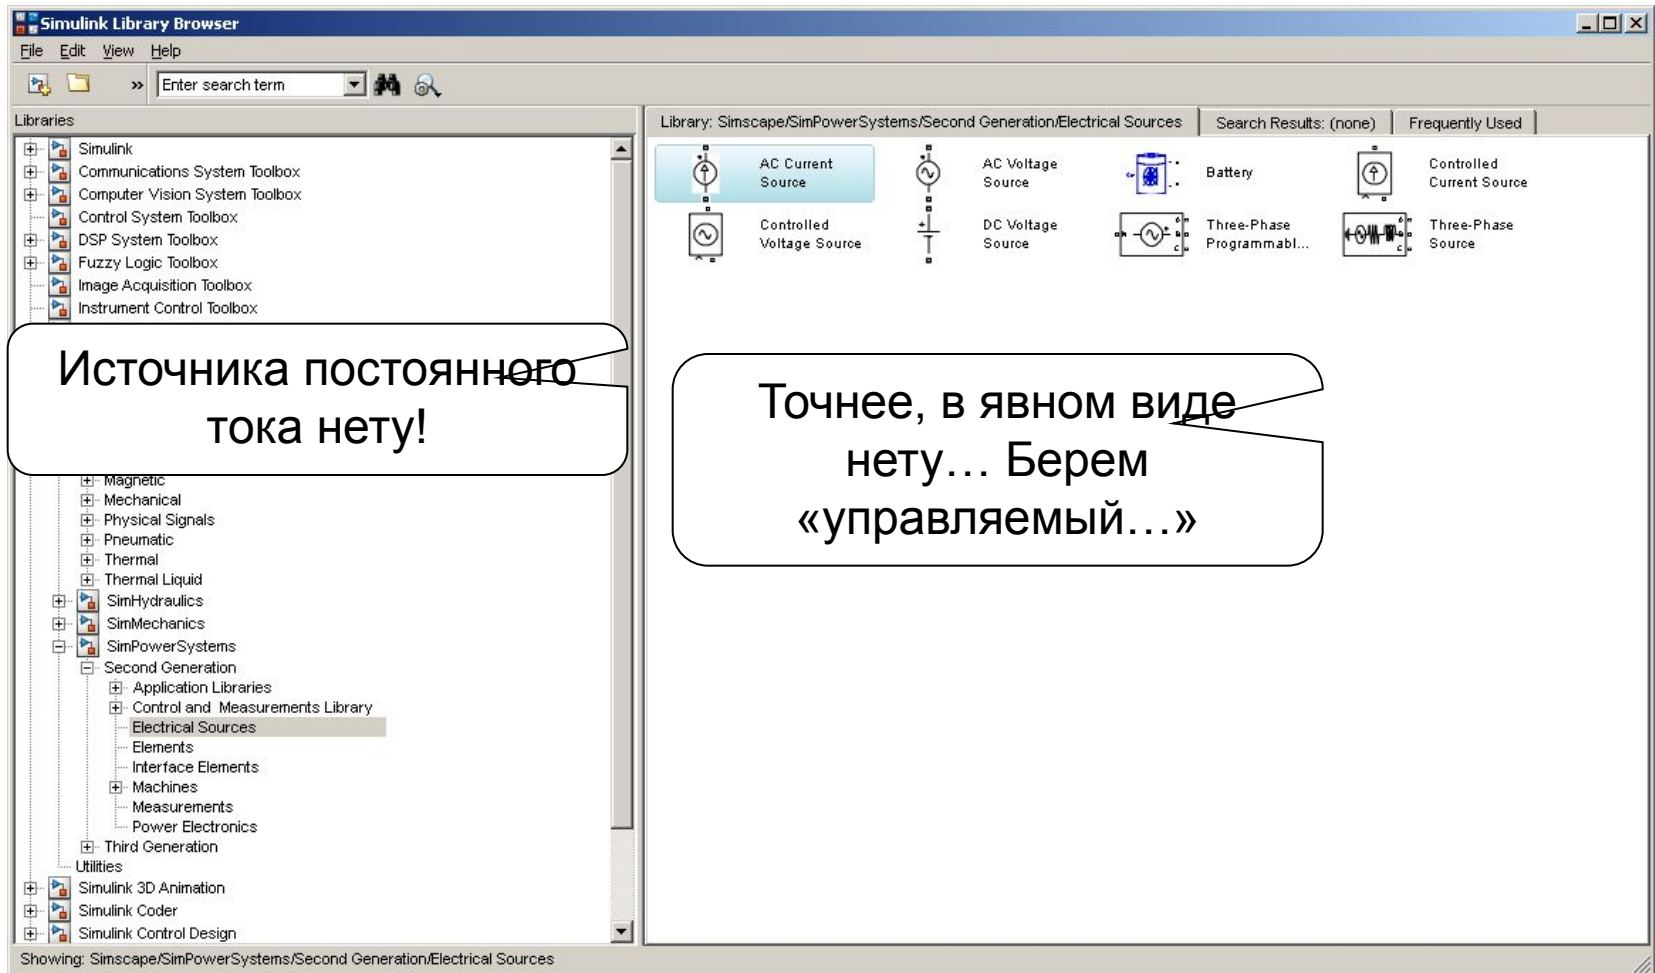 Simulink Library Browser
File Edit View Help
» Enter search term
Libraries
Simulink
Communications System Toolbox
Computer Vision System Toolbox
Control System Toolbox
DSP System Toolbox
Fuzzy Logic Toolbox
Image Acquisition Toolbox
Instrument Control Toolbox
Источника постоянного
тока нету!
Magnetic
Mechanical
Physical Signals
Pneumatic
Thermal
Thermal Liquid
SimHydraulics
SimMechanics
SimPowerSystems
Second Generation
Application Libraries
Control and Measurements Library
Electrical Sources
Elements
Interface Elements
Machines
Measurements
Power Electronics
Third Generation
Utilities
Simulink 3D Animation
Simulink Coder
Simulink Control Design
Library: Simscape/SimPowerSystems/Second Generation/Electrical Sources
Search Results: (none)
Frequently Used
AC Current
Source
AC Voltage
Source
Battery
Controlled
Current Source
Controlled
Voltage Source
DC Voltage
Source
Three-Phase
Programmabl...
Three-Phase
Source
Точнее, в явном виде
нету… Берем
«управляемый…»
Showing: Simscape/SimPowerSystems/Second Generation/Electrical Sources